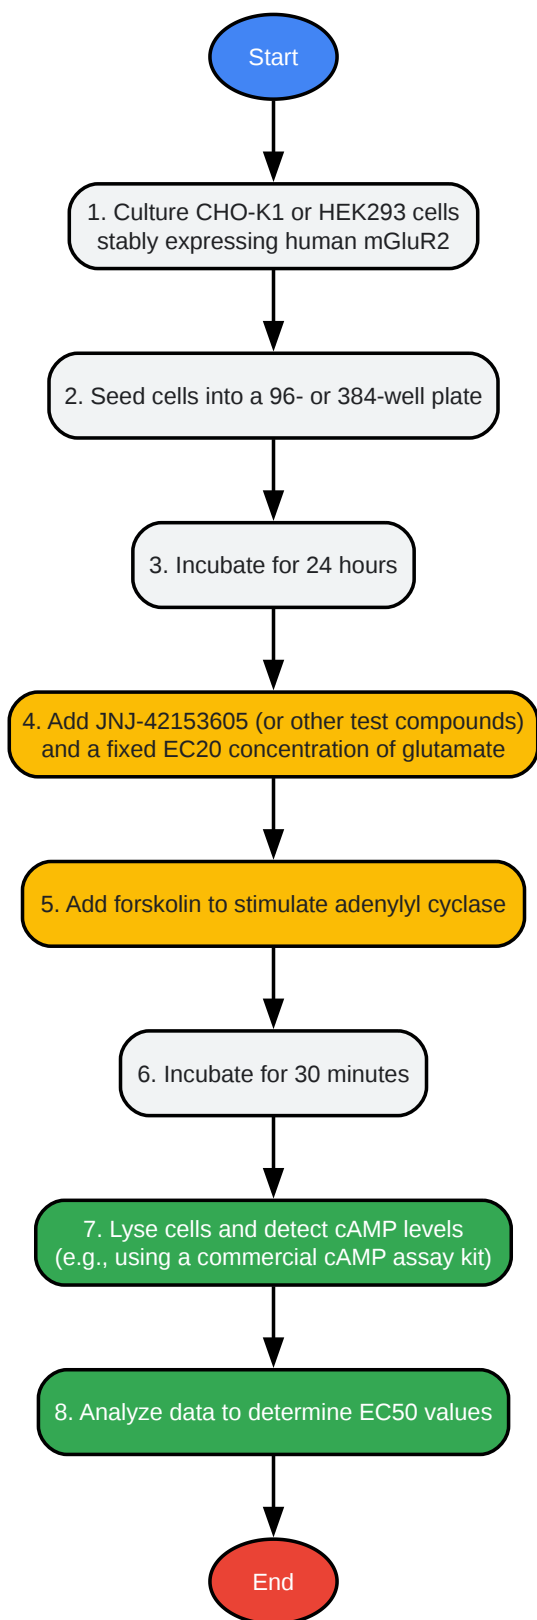 Start
1. Culture CHO-K1 or HEK293 cells
stably expressing human mGluR2
2. Seed cells into a 96- or 384-well plate
3. Incubate for 24 hours
4. Add JNJ-42153605 (or other test compounds)
and a fixed EC20 concentration of glutamate
5. Add forskolin to stimulate adenylyl cyclase
6. Incubate for 30 minutes
7. Lyse cells and detect cAMP levels
(e.g., using a commercial cAMP assay kit)
8. Analyze data to determine EC50 values
End